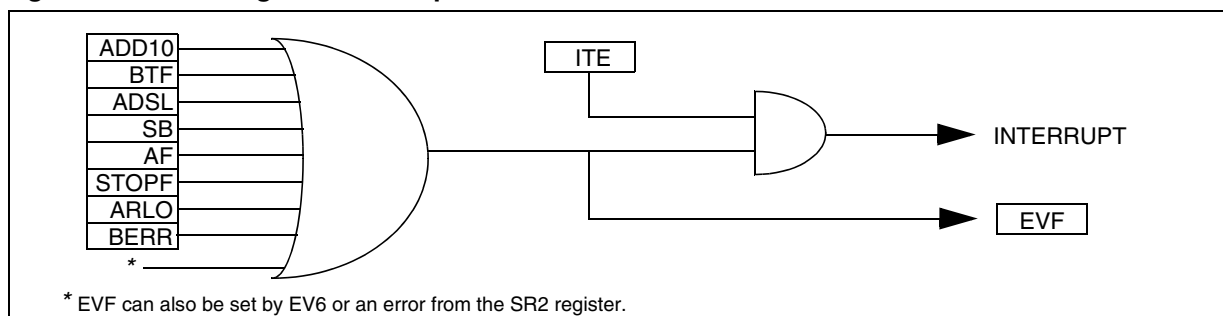 ADD10
BTF
ADSL
SB
AF
STOPF
ARLO
BERR
*
ITE
INTERRUPT
EVF
* EVF can also be set by EV6 or an error from the SR2 register.